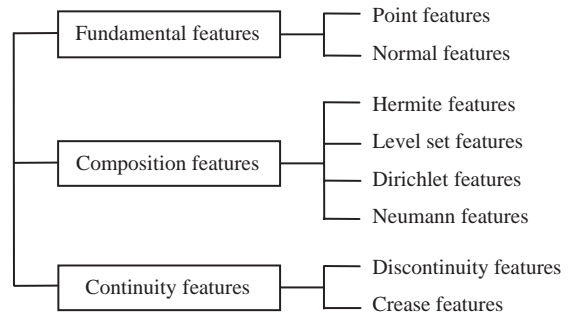 Fundamental features
Point features
Normal features
Composition features
Hermite features
Level set features
Dirichlet features
Neumann features
Continuity features
Discontinuity features
Crease features